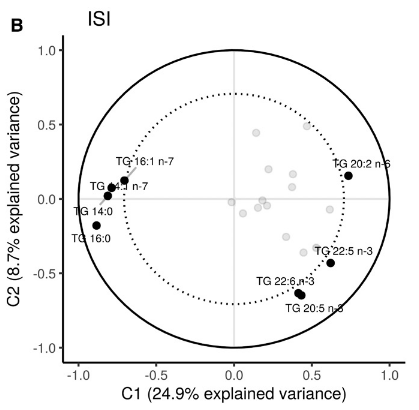 B
ISI
1.0
0.5
0.0
-0.5
-1.0
C2 (8.7% explained variance)
TG 16:1 n-7
TG 14:1 n-7
TG 14:0
TG 16:0
TG 20:2 n-6
TG 22:5 n-3
TG 22:6 n-3
TG 20:5 n-3
-1.0 -0.5 0.0 0.5 1.0
C1 (24.9% explained variance)